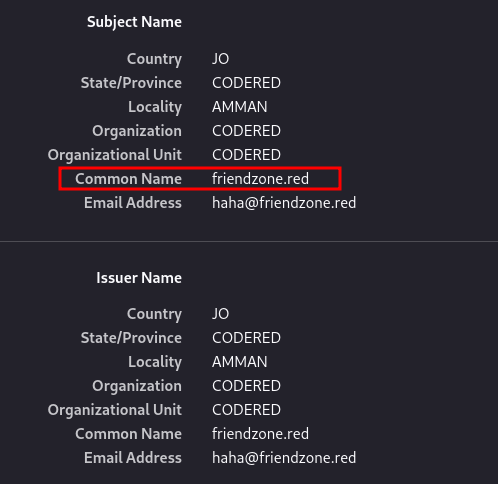 Subject Name
Country JO
State/Province CODERED
Locality AMMAN
Organization CODERED
Organizational Unit CODERED
Common Name friendzone.red
Email Address haha@friendzone.red
Issuer Name
Country JO
State/Province CODERED
Locality AMMAN
Organization CODERED
Organizational Unit CODERED
Common Name friendzone.red
Email Address haha@friendzone.red